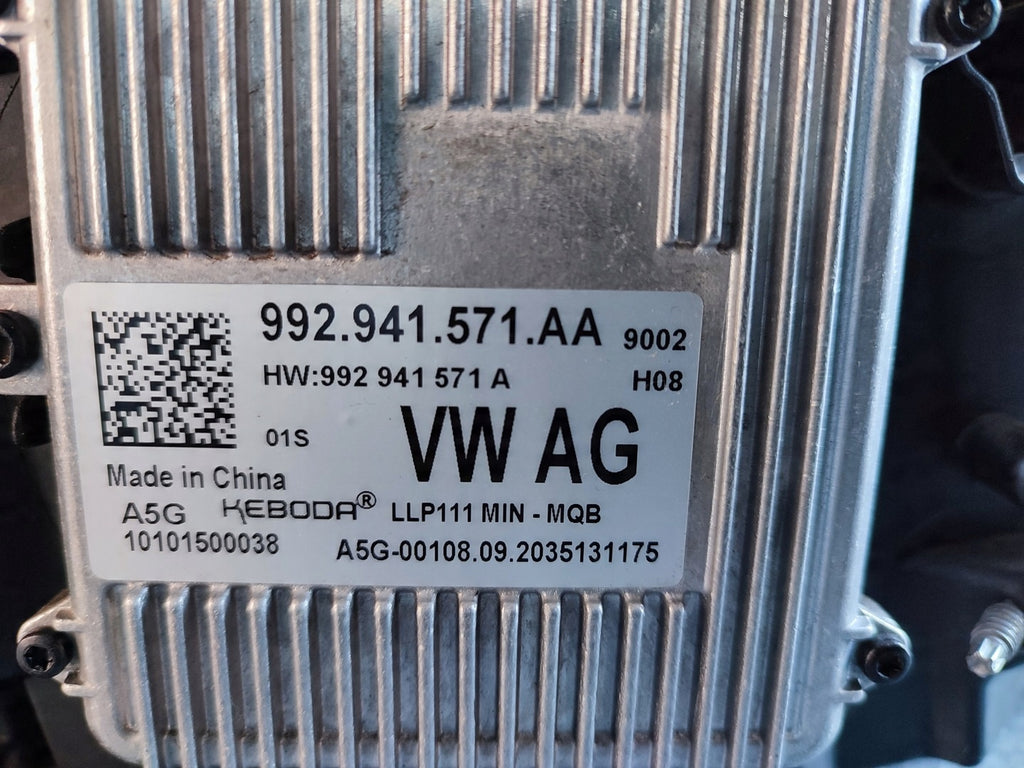 992.941.571.AA 9002
HW:992 941 571 A H08
01S VW AG
Made in China
A5G KEBODA® LLP111 MIN - MQB
10101500038 A5G-00108.09.2035131175